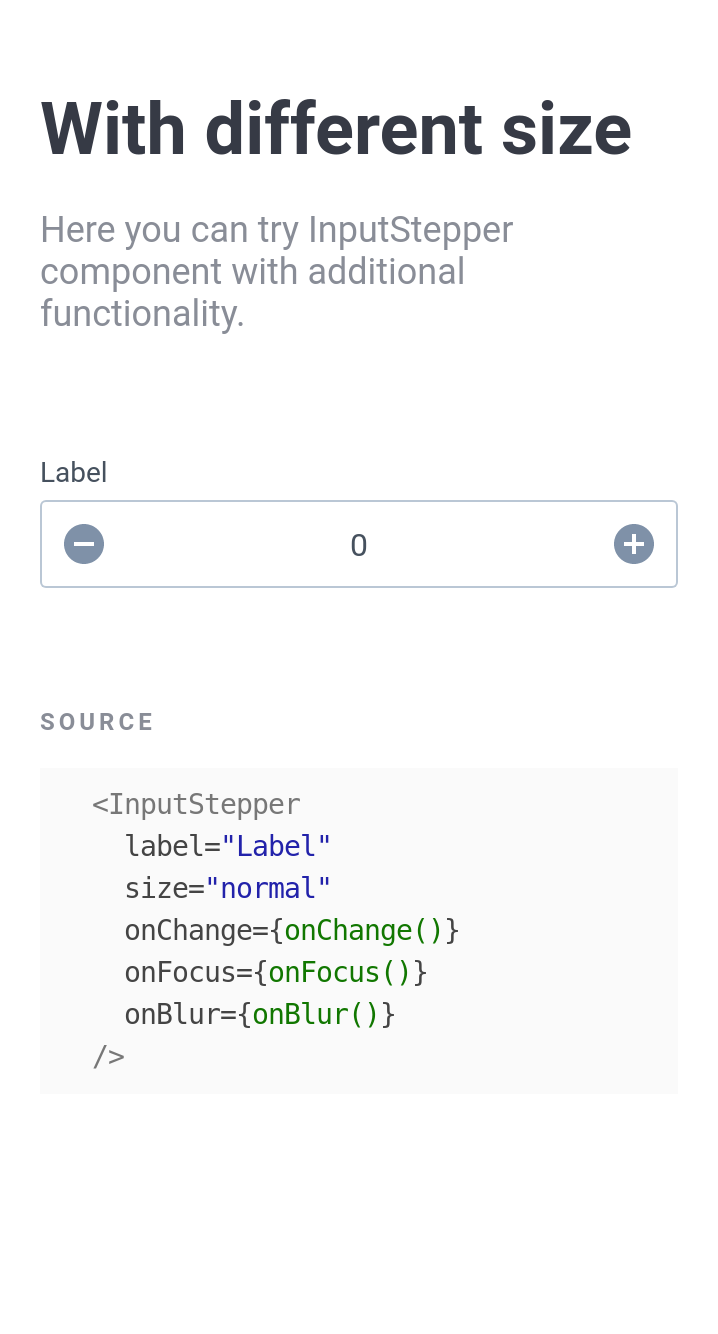 With different size
Here you can try InputStepper
component with additional
functionality.
Label
0
SOURCE
<InputStepper
  label="Label"
  size="normal"
  onChange={onChange()}
  onFocus={onFocus()}
  onBlur={onBlur()}
/>